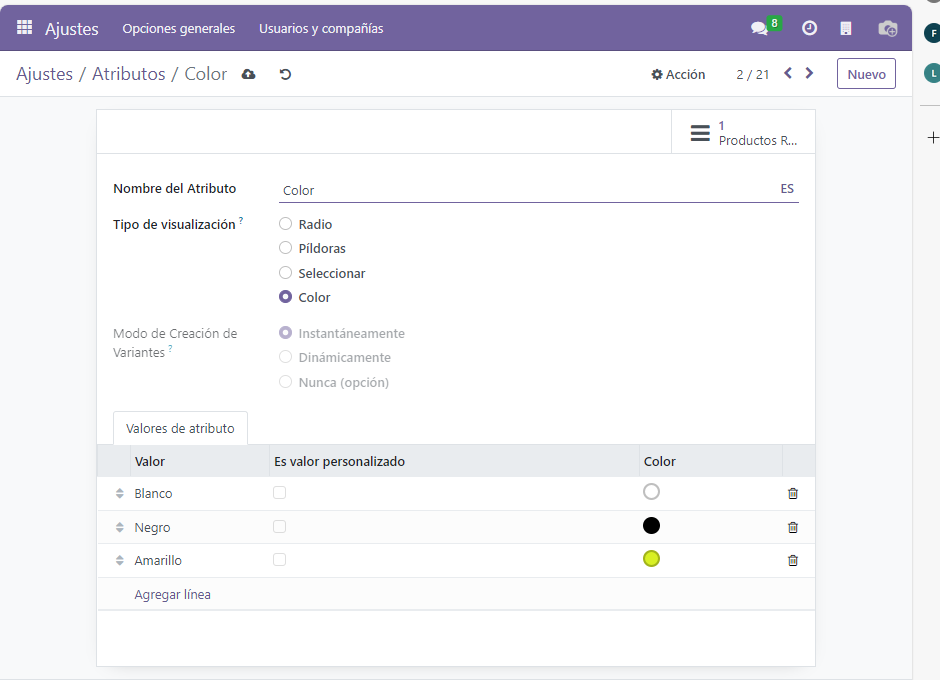 Ajustes Opciones generales Usuarios y compañías 8
F
Ajustes / Atributos / Color Acción 2 / 21 Nuevo
L
1
Productos R...
Nombre del Atributo Color ES
Tipo de visualización ? Radio
Píldoras
Seleccionar
Color
Modo de Creación de
Variantes ?
Instantáneamente
Dinámicamente
Nunca (opción)
Valores de atributo
Valor Es valor personalizado Color
Blanco
Negro
Amarillo
Agregar línea